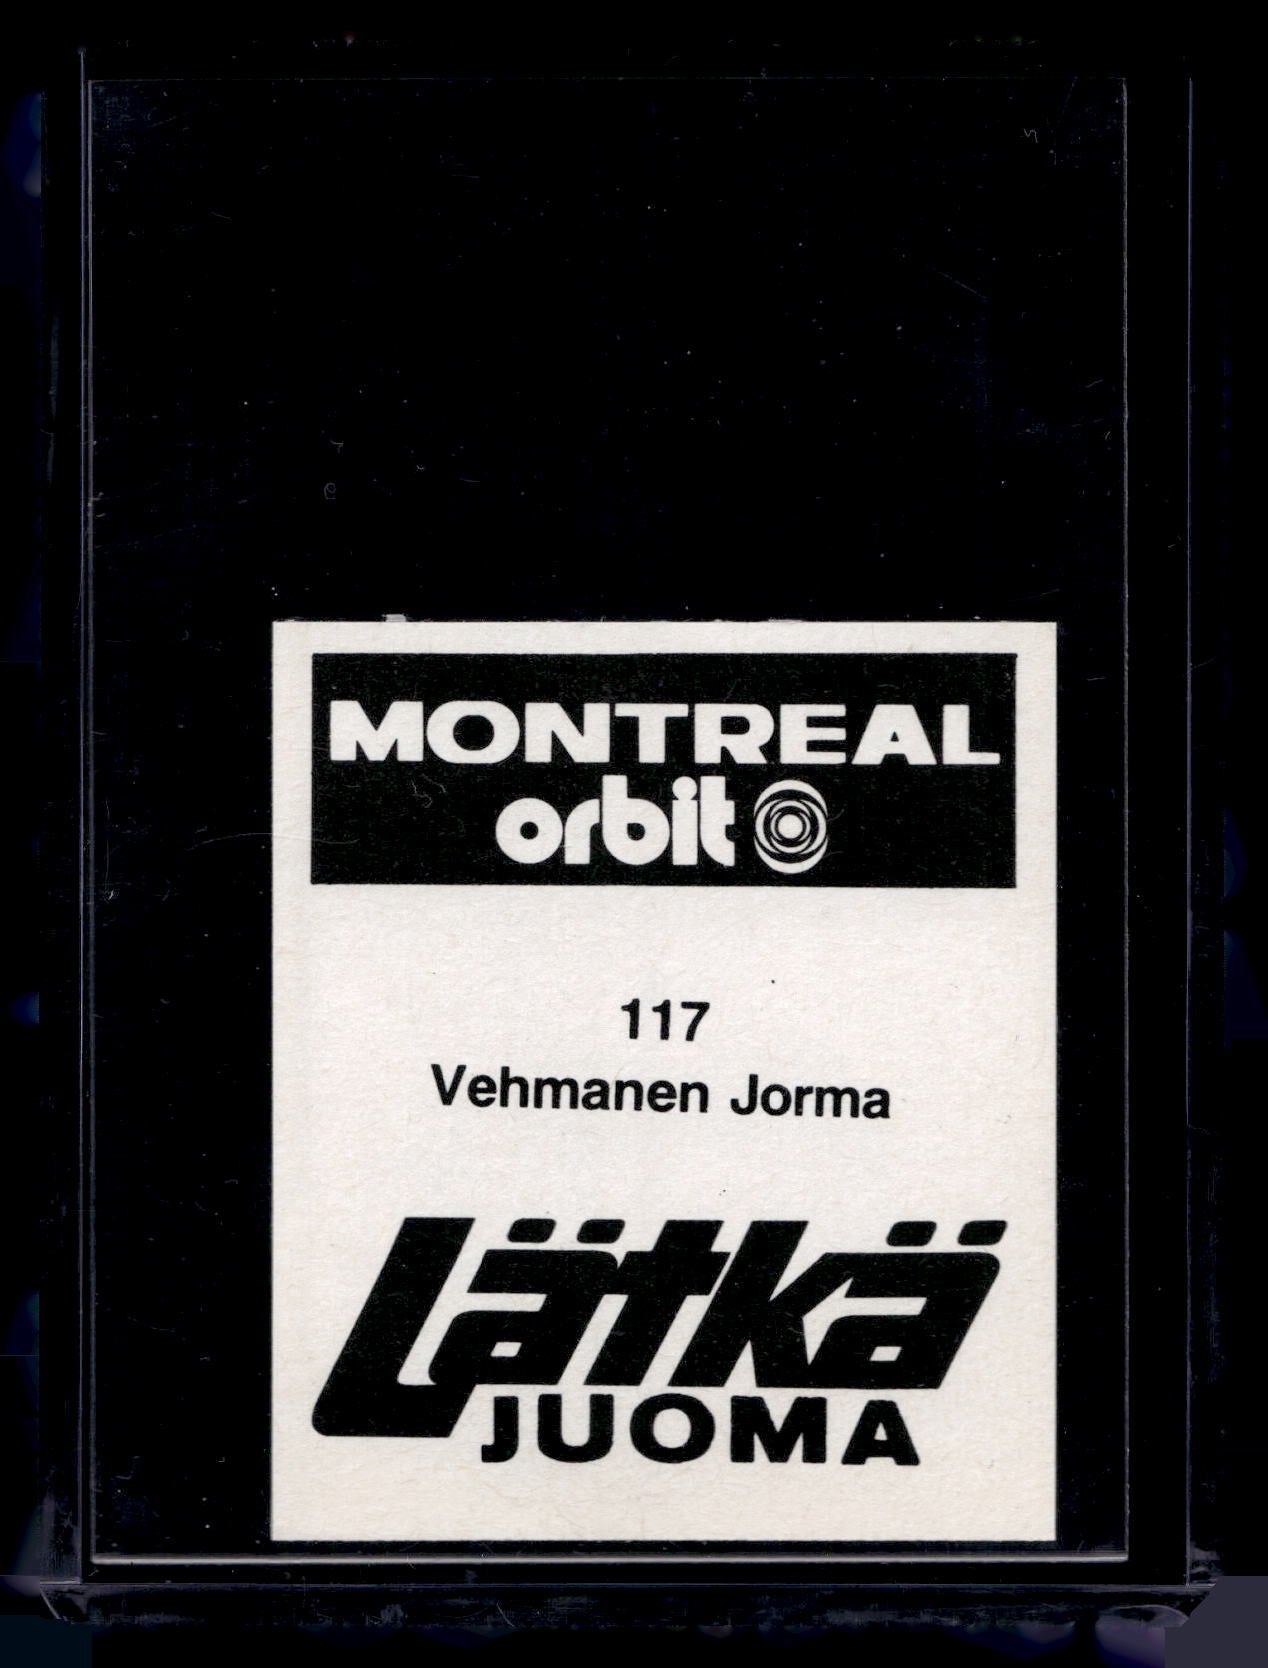 MONTREAL
orbit
117
Vehmanen Jorma
Lätkä
JUOMA